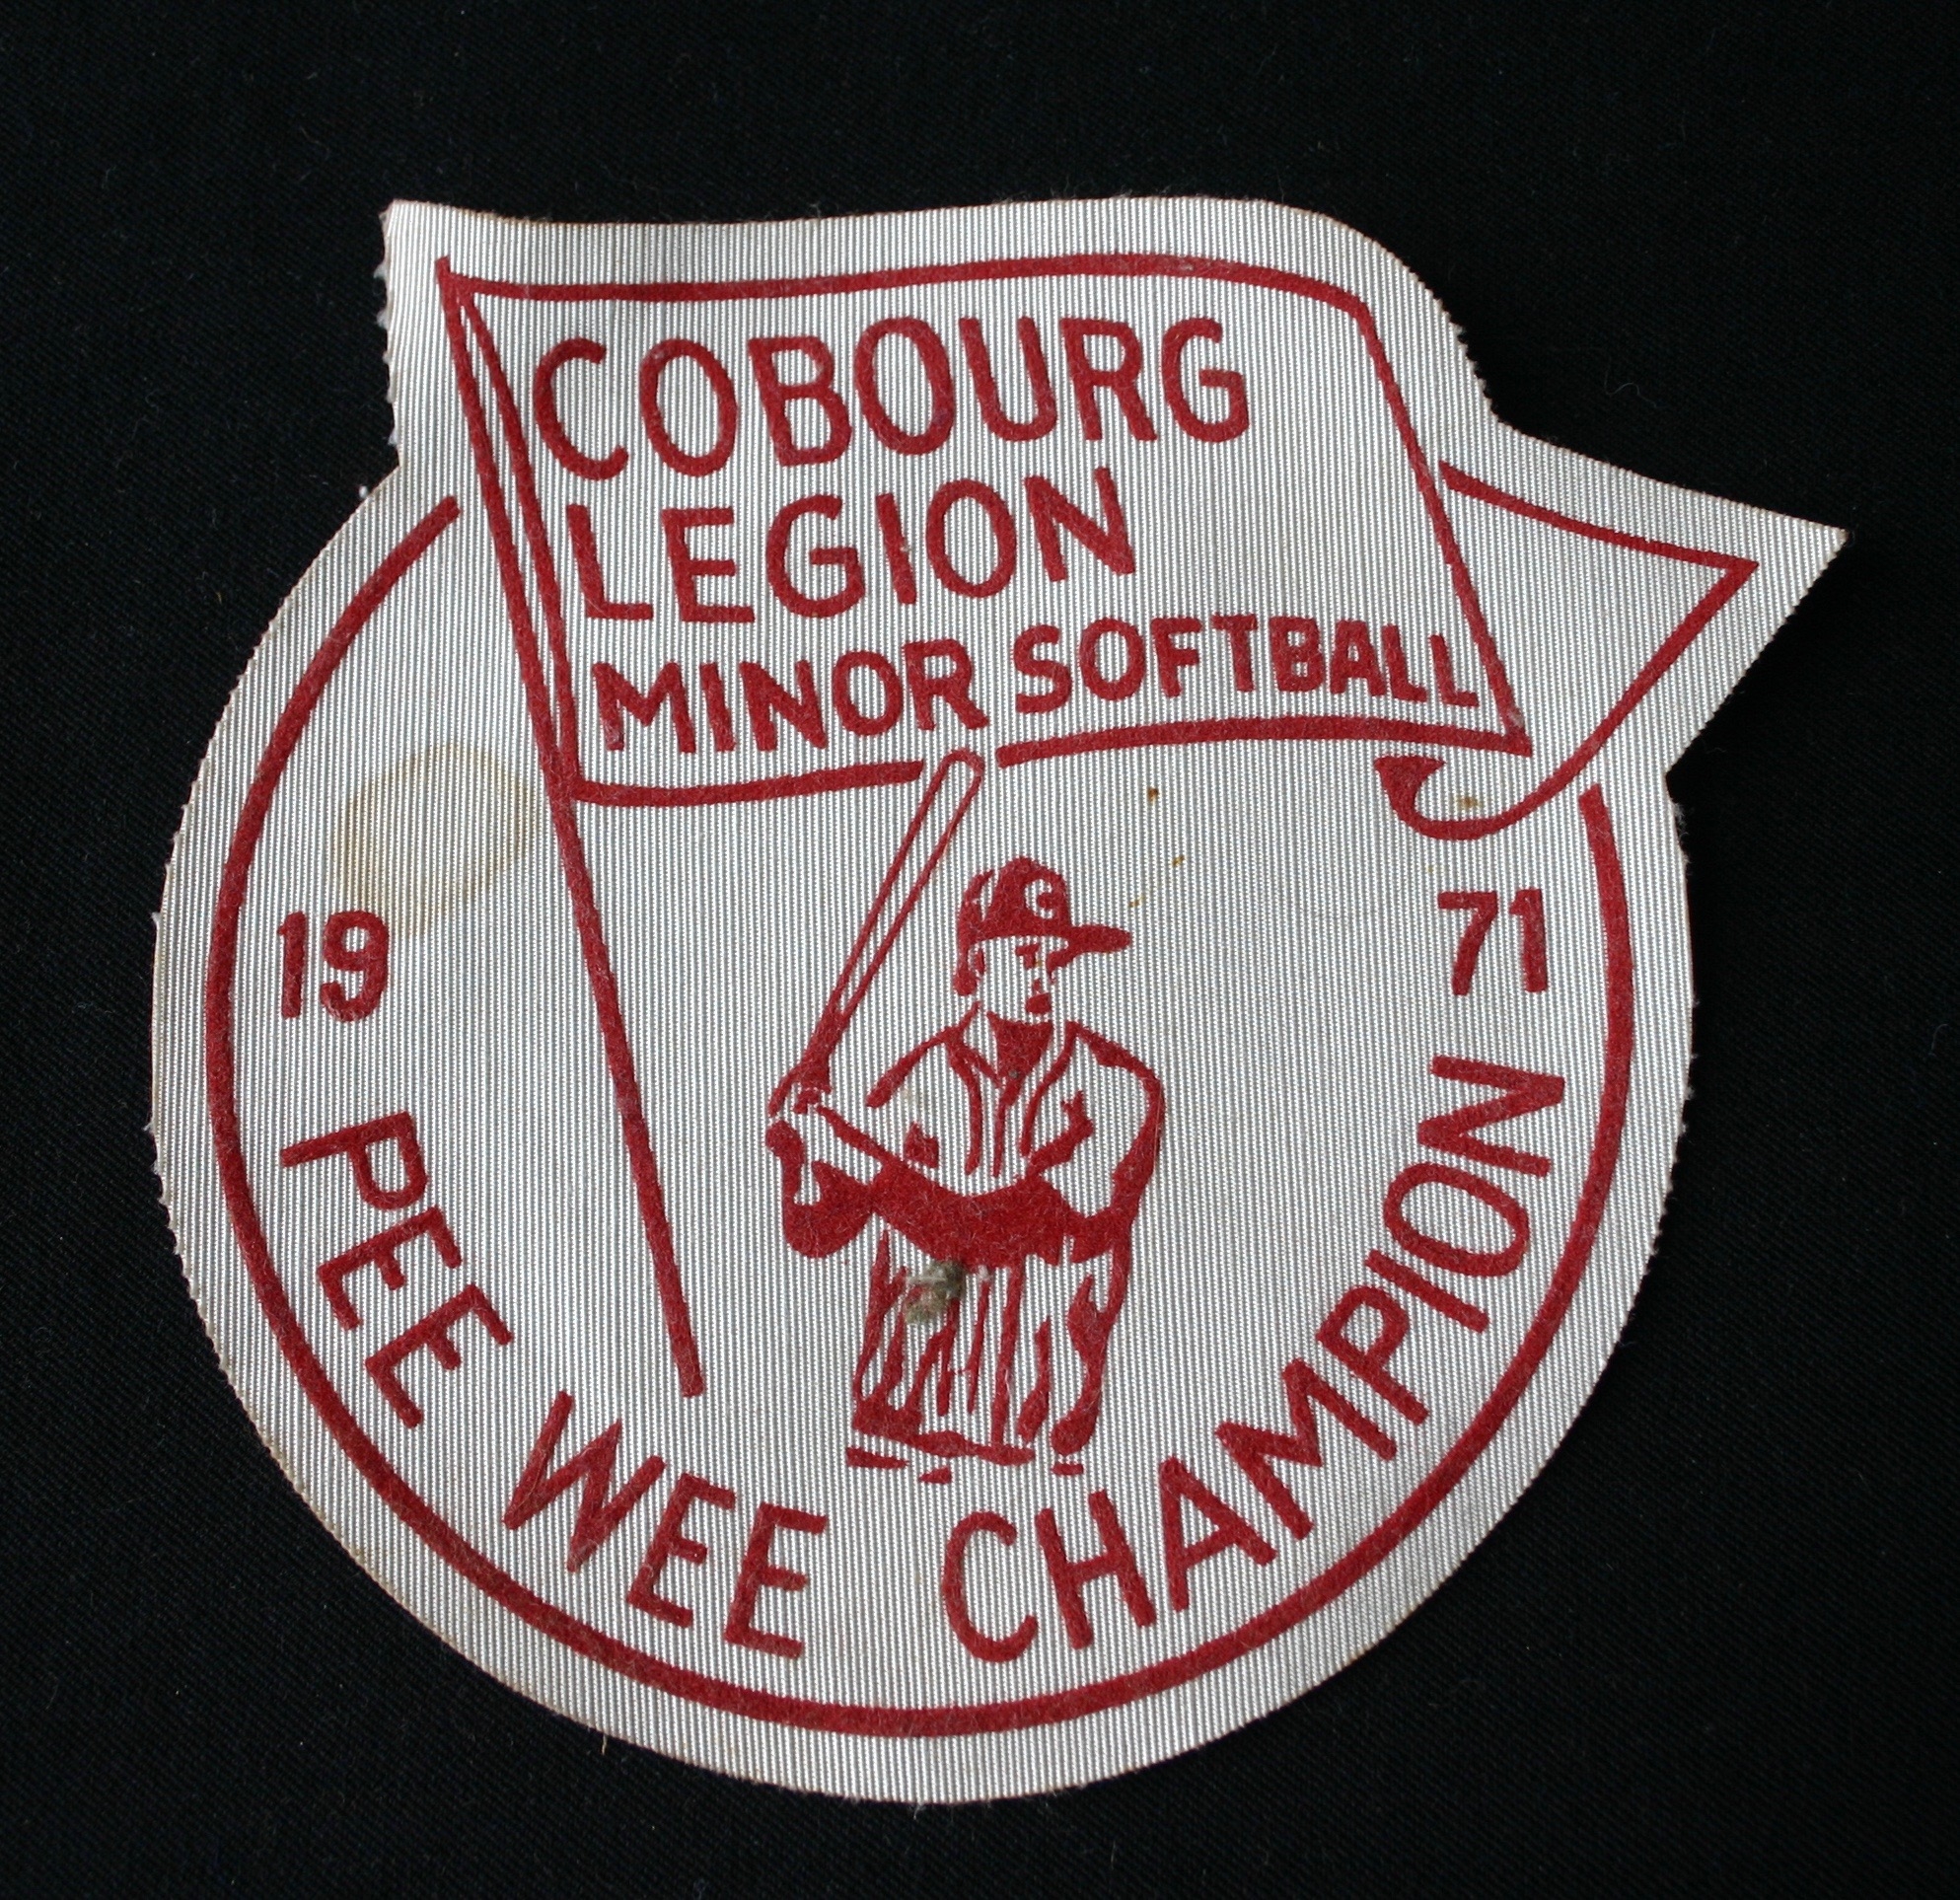 COBOURG
LEGION
MINOR SOFTBALL
19 71
PEE WEE CHAMPION
C